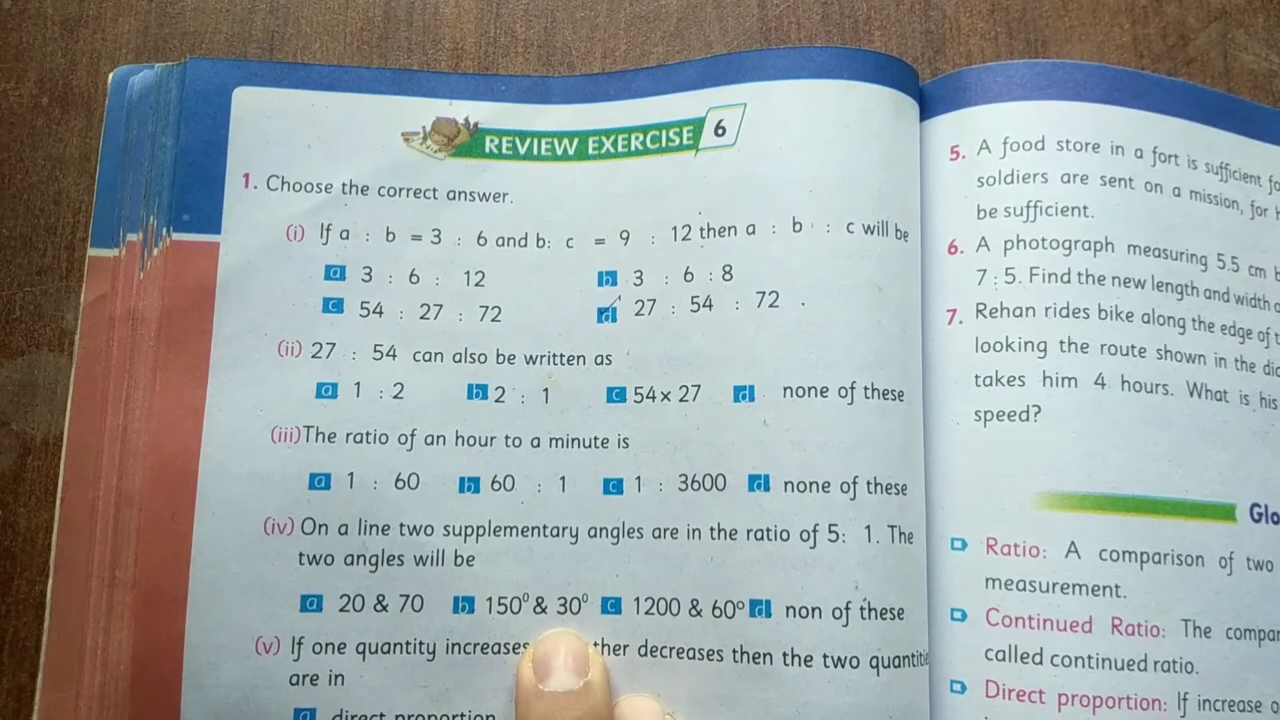 REVIEW EXERCISE 6
1. Choose the correct answer.
(i) If a : b = 3 : 6 and b: c = 9 : 12 then a : b : c will be
a 3 : 6 : 12 b 3 : 6 : 8
c 54 : 27 : 72 d 27 : 54 : 72 .
(ii) 27 : 54 can also be written as
a 1 : 2 b 2 : 1 c 54x 27 d none of these
(iii)The ratio of an hour to a minute is
a 1 : 60 b 60 : 1 c 1 : 3600 d none of these
(iv) On a line two supplementary angles are in the ratio of 5: 1. The
two angles will be
a 20 & 70 b 150⁰ & 30⁰ c 1200 & 60⁰ d non of these
(v) If one quantity increases decreases then the two
are in
a direct proportion
5. A food store in a fort is sufficient
soldiers are sent on a mission, for
be sufficient.
6. A photograph measuring 5.5 cm
7 : 5. Find the new length and width
7. Rehan rides bike along the edge of
looking the route shown in the
takes him 4 hours. What is his
speed?
Ratio: A comparison of two
measurement.
Continued Ratio: The
called continued ratio.
Direct proportion: If increase